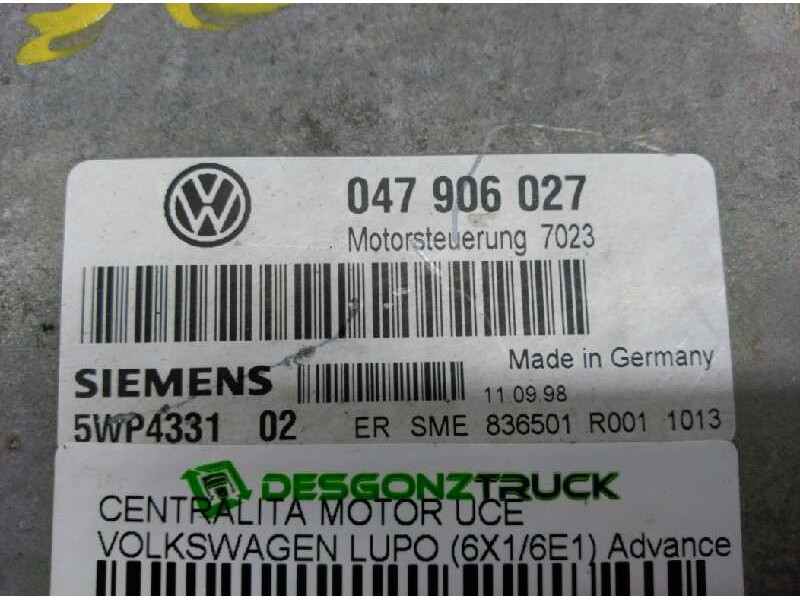 047 906 027
Motorsteuerung 7023
Made in Germany
SIEMENS
11.09.98
5WP4331 02 ER SME 836501 R001 1013
DESGONZTRUCK
CENTRALITA MOTOR UCE
VOLKSWAGEN LUPO (6X1/6E1) Advance